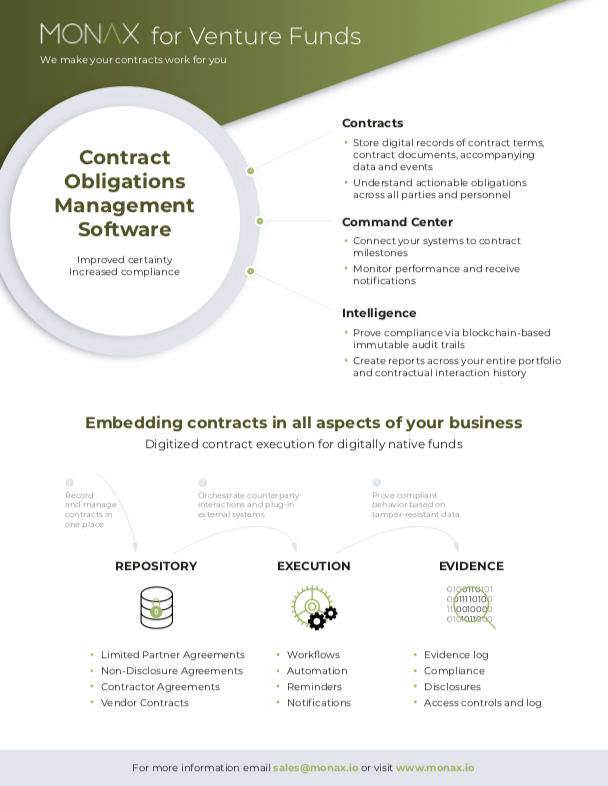 MONAX for Venture Funds
We make your contracts work for you
Contract
Obligations
Management
Software
Improved certainty
Increased compliance
Contracts
• Store digital records of contract terms,
contract documents, accompanying
data and events
• Understand actionable obligations
across all parties and personnel
Command Center
• Connect your systems to contract
milestones
• Monitor performance and receive
notifications
Intelligence
• Prove compliance via blockchain-based
immutable audit trails
• Create reports across your entire portfolio
and contractual interaction history
Embedding contracts in all aspects of your business
Digitized contract execution for digitally native funds
1
Record
and manage
contracts in
one place
2
Orchestrate counterparty
interactions and plug-in
external systems
3
Prove compliant
behavior based on
tamper-resistant data
REPOSITORY
• Limited Partner Agreements
• Non-Disclosure Agreements
• Contractor Agreements
• Vendor Contracts
EXECUTION
• Workflows
• Automation
• Reminders
• Notifications
EVIDENCE
• Evidence log
• Compliance
• Disclosures
• Access controls and log
For more information email sales@monax.io or visit www.monax.io